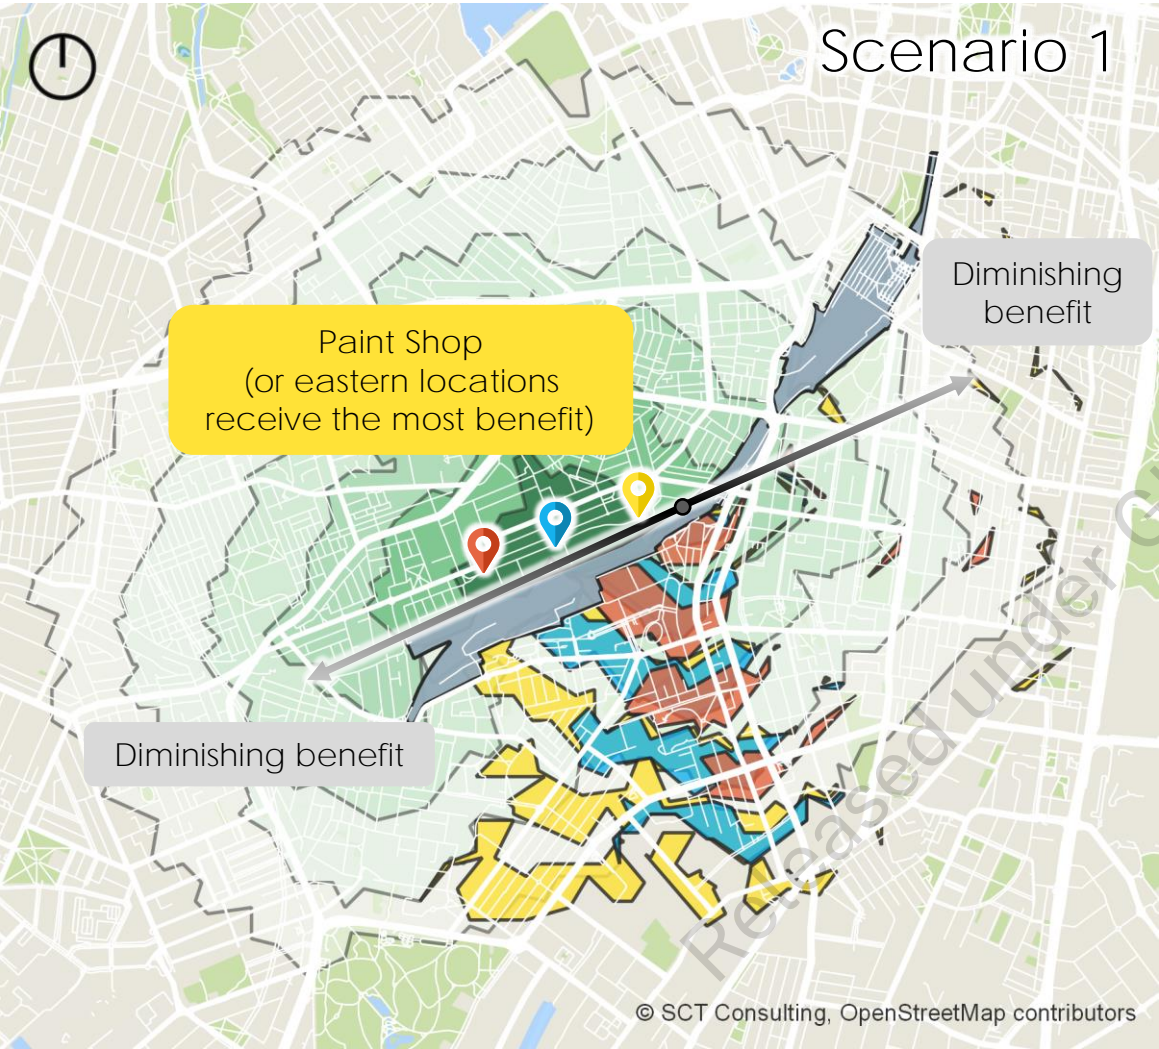 Scenario 1
Diminishing
benefit
Paint Shop
(or eastern locations
receive the most benefit)
Diminishing benefit
Released under
© SCT Consulting, OpenStreetMap contributors